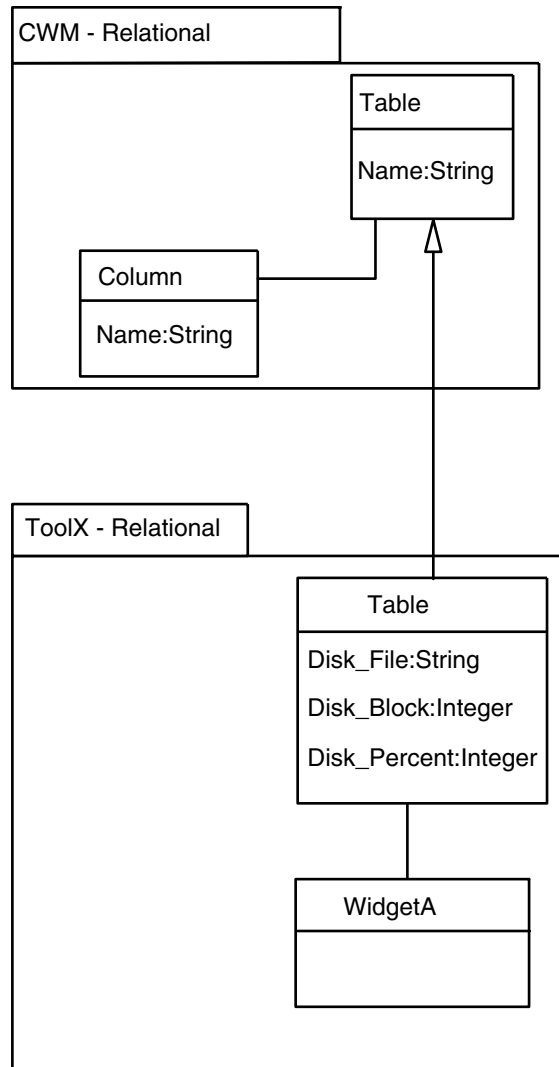 CWM - Relational
Table
Name:String
Column
Name:String
ToolX - Relational
Table
Disk_File:String
Disk_Block:Integer
Disk_Percent:Integer
WidgetA